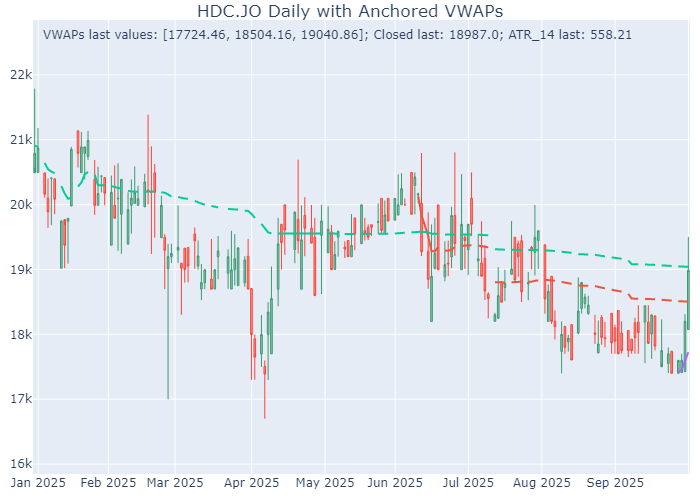 HDC.JO Daily with Anchored VWAPs
VWAPs last values: [17724.46, 18504.16, 19040.86]; Closed last: 18987.0; ATR_14 last: 558.21
22k
21k
20k
19k
18k
17k
16k
Jan 2025 Feb 2025 Mar 2025 Apr 2025 May 2025 Jun 2025 Jul 2025 Aug 2025 Sep 2025